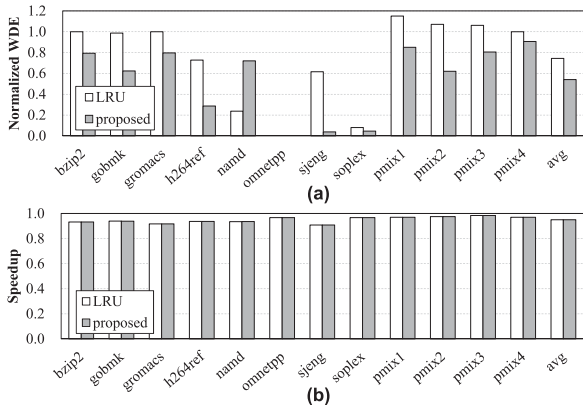 Normalized WDE
1.2
1.0
0.8
0.6
0.4
0.2
0.0
LRU
proposed
bzip2
gobmk
gromacs
h264ref
namd
omnetpp
sjeng
soplex
pmix1
pmix2
pmix3
pmix4
avg
(a)
Speedup
1.0
0.8
0.6
0.4
0.2
0.0
LRU
proposed
bzip2
gobmk
gromacs
h264ref
namd
omnetpp
sjeng
soplex
pmix1
pmix2
pmix3
pmix4
avg
(b)